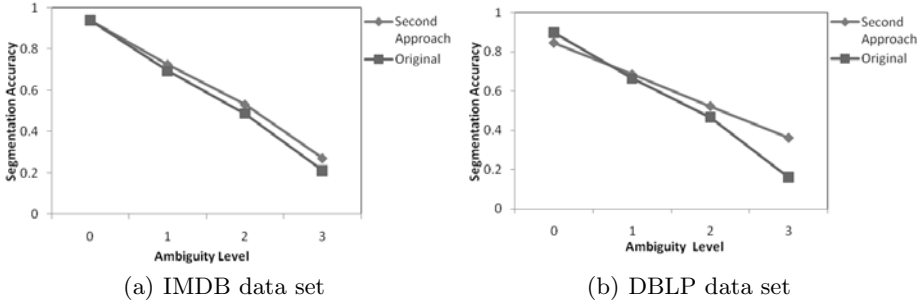 1
0.8
0.6
0.4
0.2
0
Segmentation Accuracy
0 1 2 3
Ambiguity Level
Second
Approach
Original
(a) IMDB data set
1
0.8
0.6
0.4
0.2
0
Segmentation Accuracy
0 1 2 3
Ambiguity Level
Second
Approach
Original
(b) DBLP data set